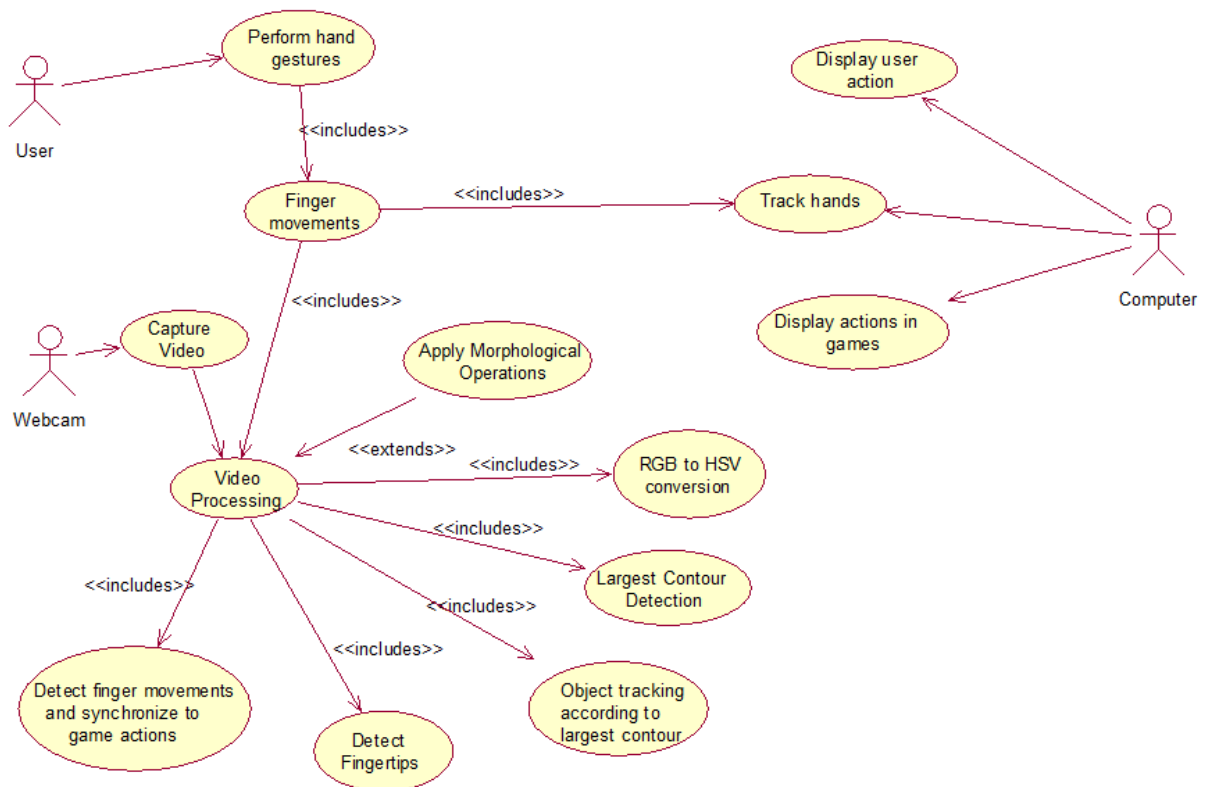 Perform hand
gestures
Display user
action
User
<<includes>>
Finger
movements
<<includes>>
Track hands
<<includes>>
Computer
Capture
Video
Display actions in
games
Apply Morphological
Operations
Webcam
<<extends>>
<<includes>>
RGB to HSV
conversion
Video
Processing
<<includes>>
Largest Contour
Detection
<<includes>>
<<includes>>
<<includes>>
Detect finger movements
and synchronize to
game actions
Object tracking
according to
largest contour
Detect
Fingertips